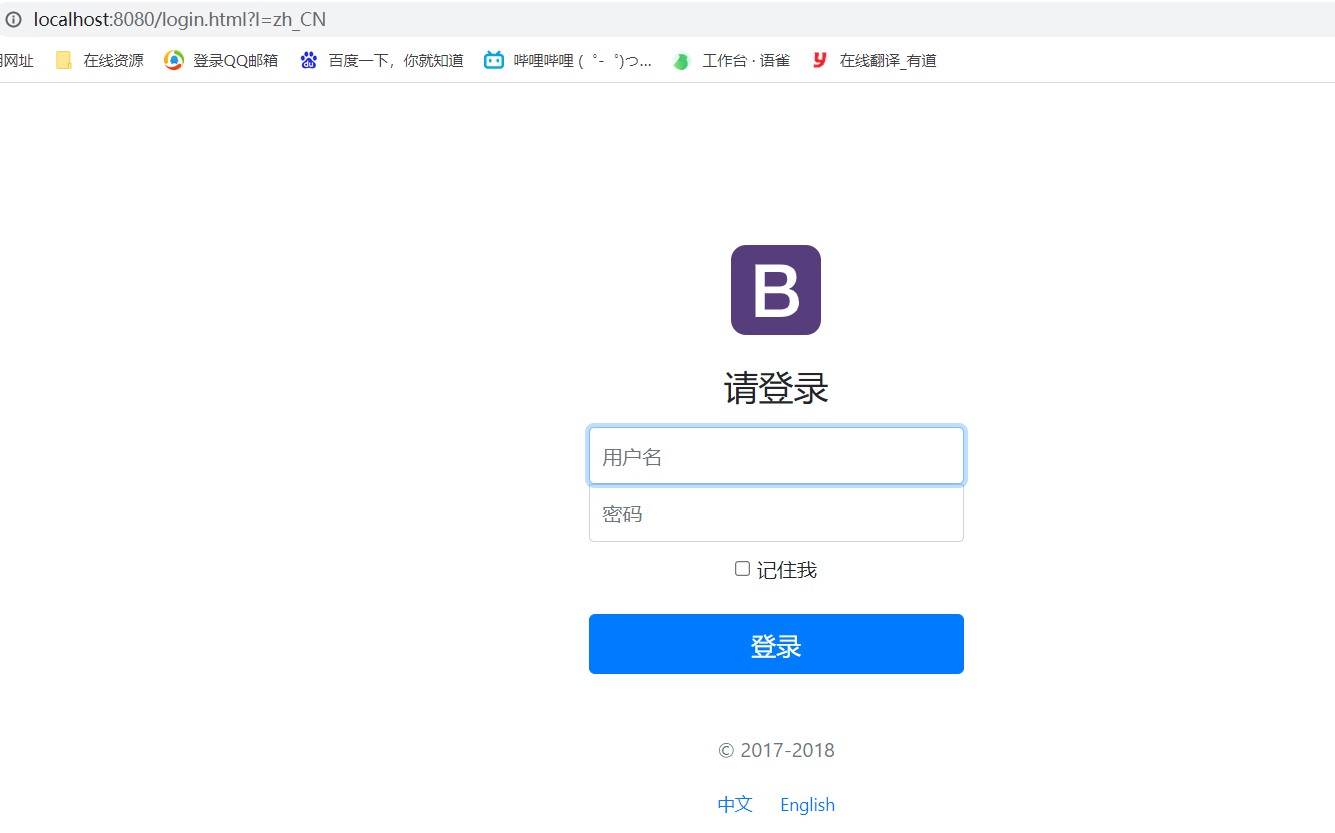 localhost:8080/login.html?l=zh_CN
网址 在线资源 登录QQ邮箱 百度一下，你就知道 哔哩哔哩 ( ゜- ゜)つ... 工作台 · 语雀 在线翻译_有道
B
请登录
用户名
密码
记住我
登录
© 2017-2018
中文 English